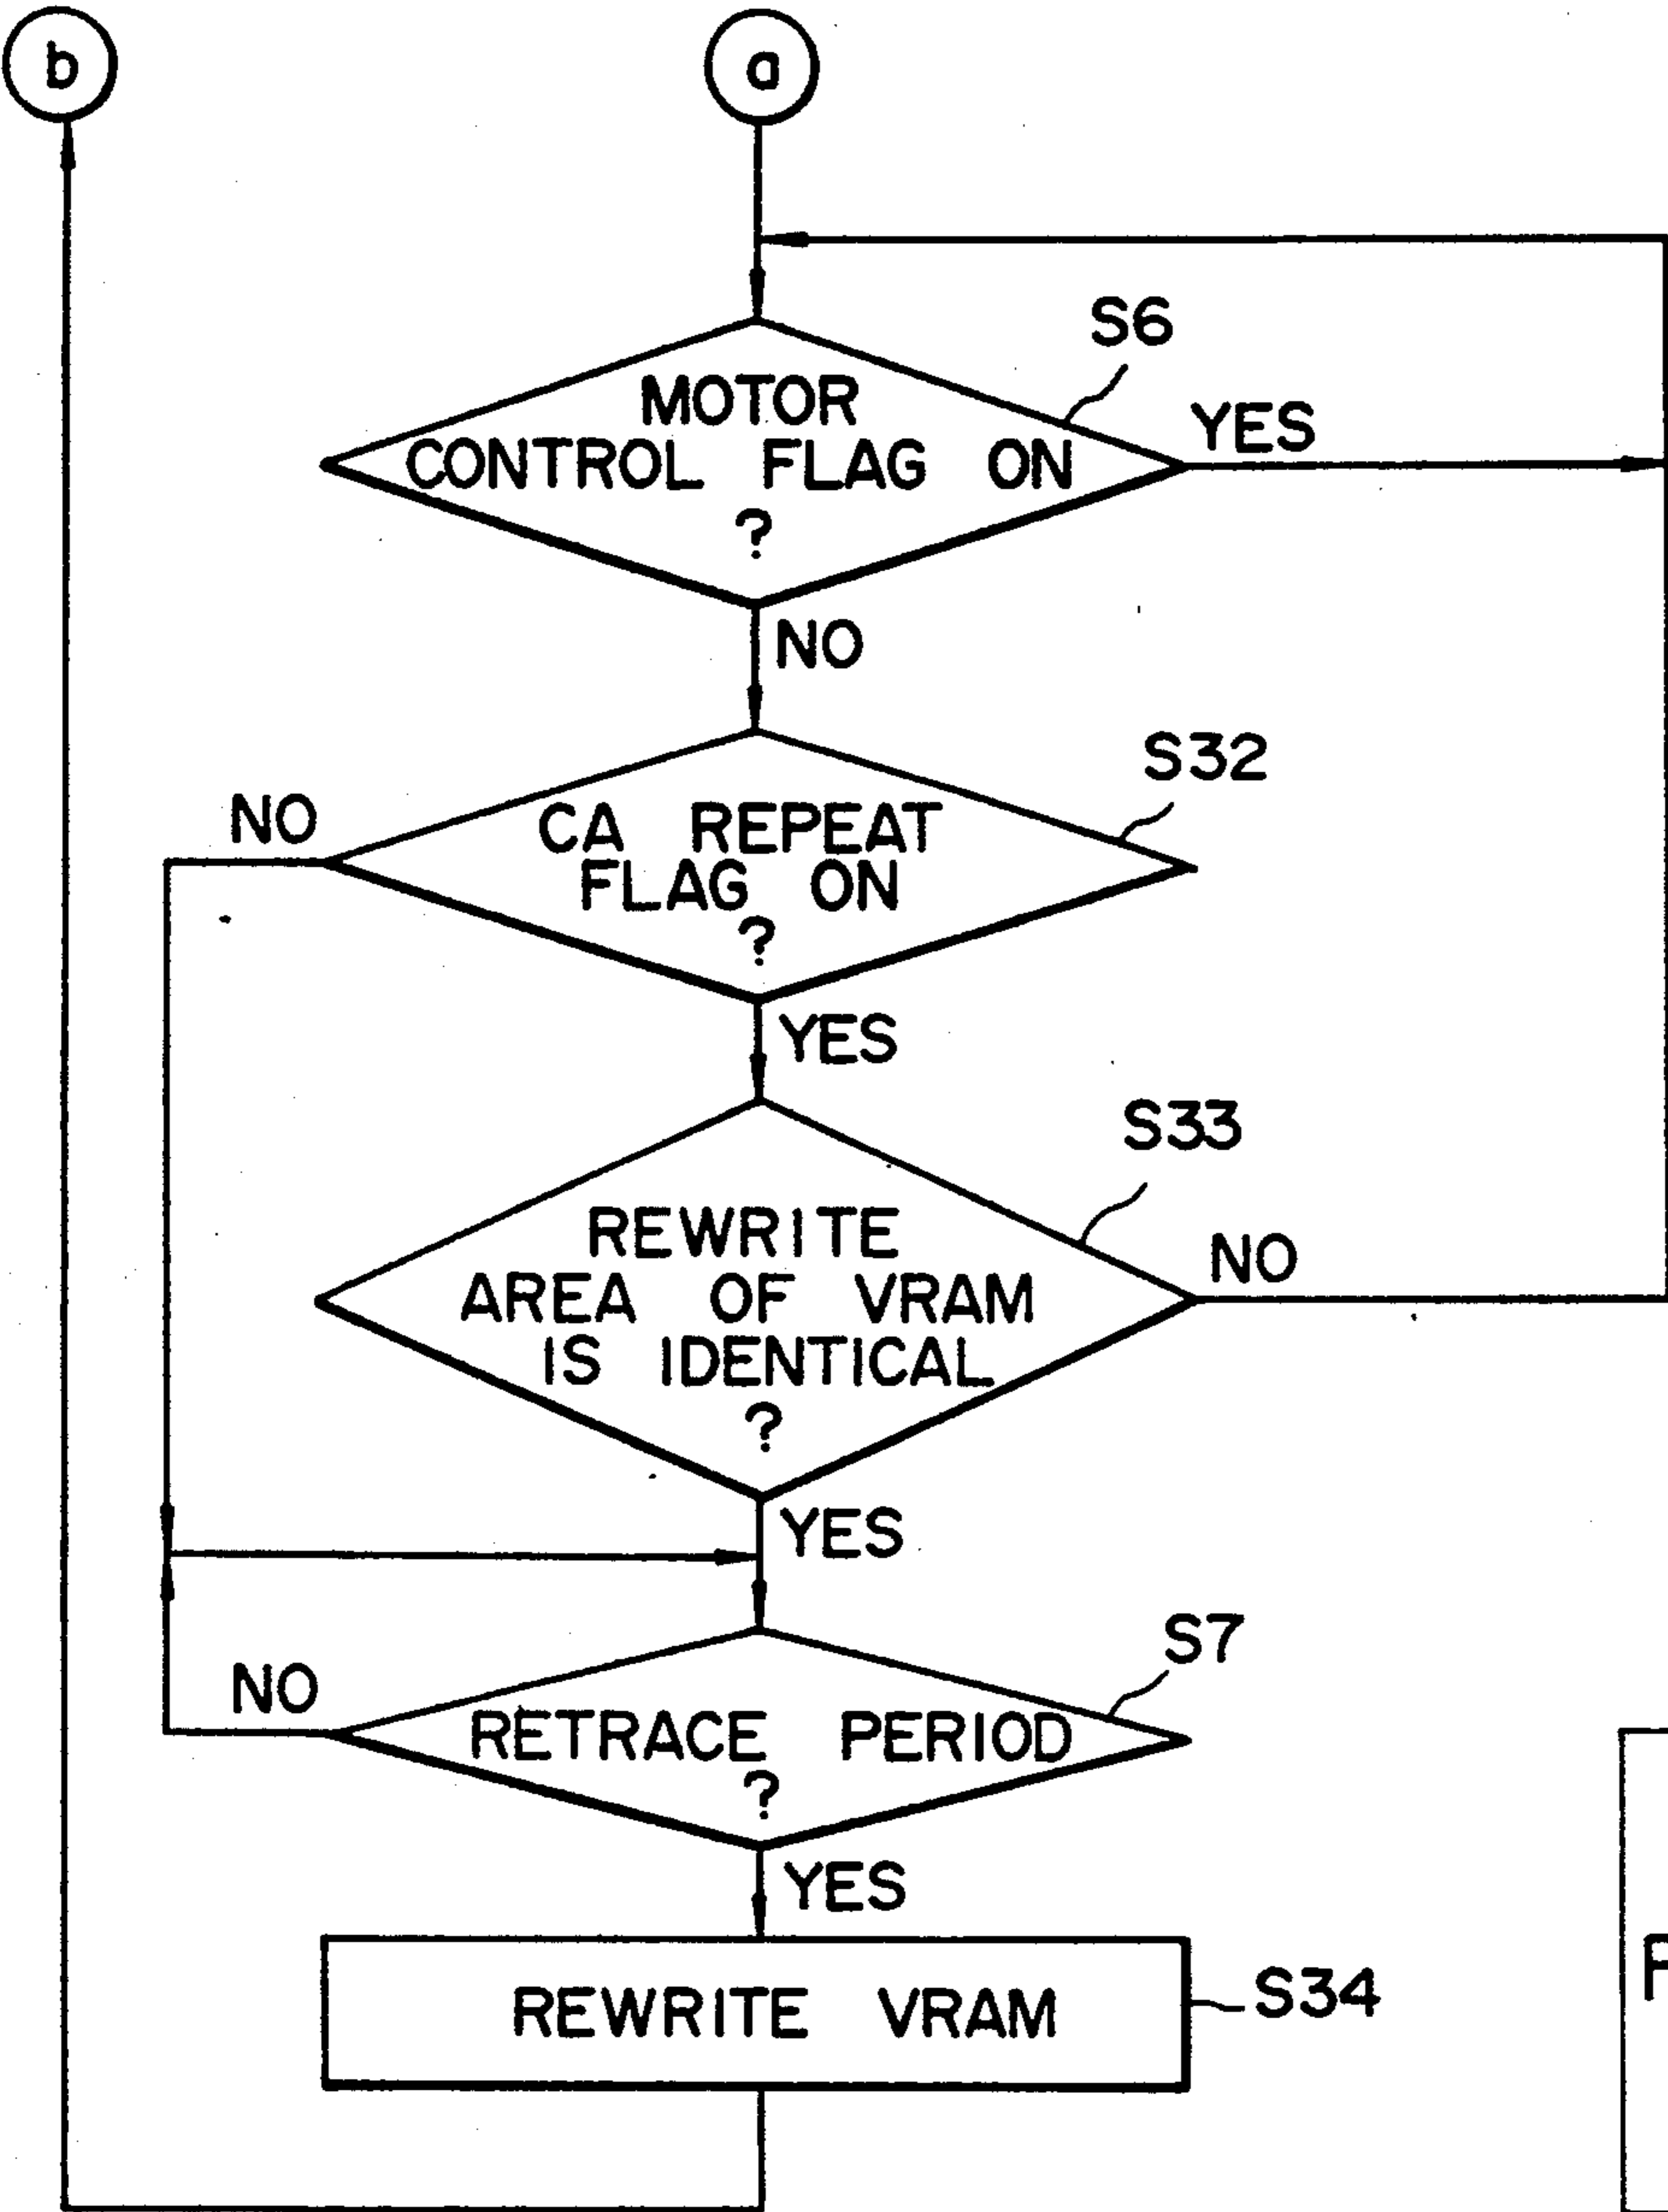 b
a
S6
MOTOR
CONTROL FLAG ON
?
YES
NO
S32
NO
CA REPEAT
FLAG ON
?
YES
S33
REWRITE
AREA OF VRAM
IS IDENTICAL
?
NO
YES
S7
NO
RETRACE PERIOD
?
YES
REWRITE VRAM
S34